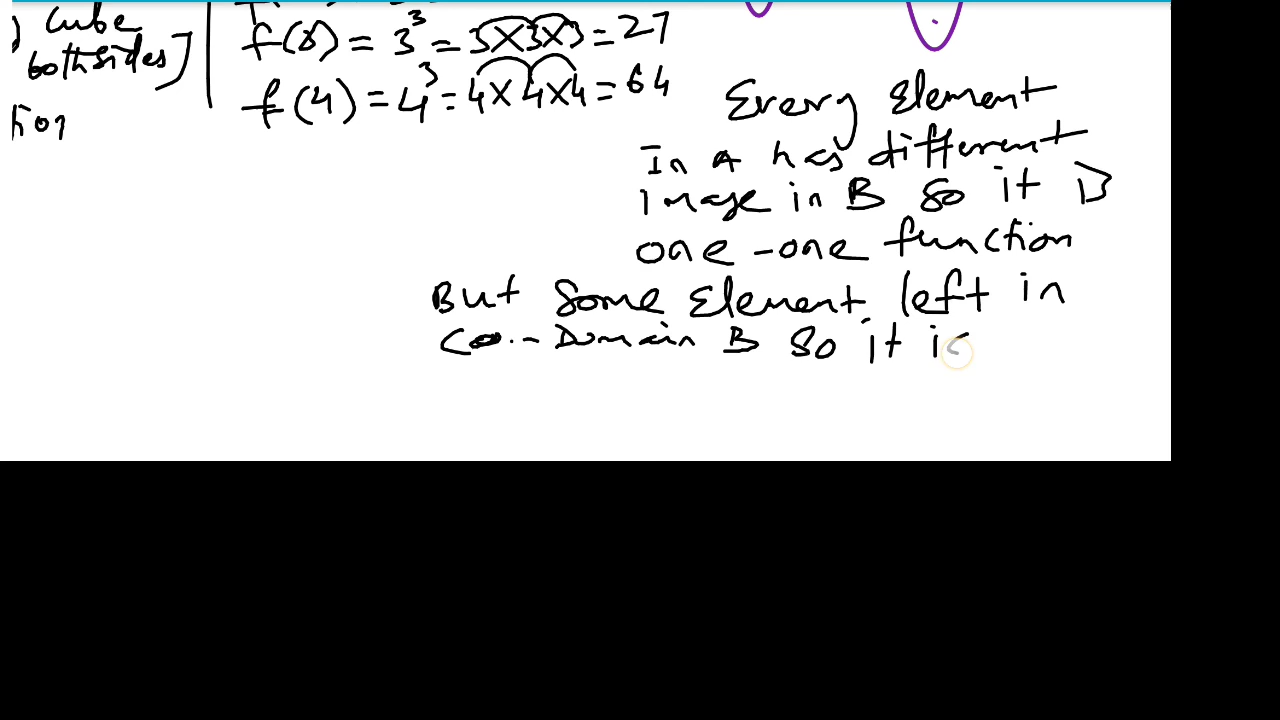 ) cube
both sides]
f(3) = 3³ = 3×3×3 = 27
f(4) = 4³ = 4×4×4 = 64
Every Element
In A has different
image in B So it is
one-one function
But Some Element left in
Co-Domain B So it is